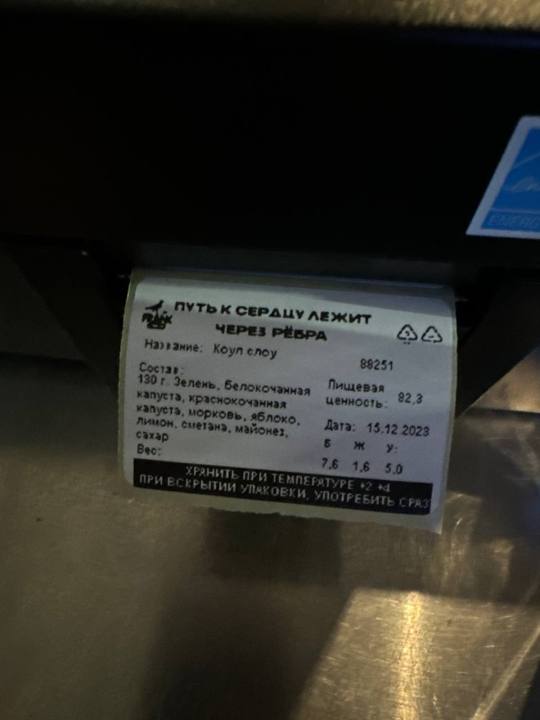 ПУТЬ К СЕРДЦУ ЛЕЖИТ
ЧЕРЕЗ РЁБРА
Название: Коул слоу
88251
Состав:
130 г. Зелень, белокочанная
капуста, краснокочанная
капуста, морковь, яблоко,
лимон, сметана, майонез,
сахар
Вес:
Пищевая
ценность: 82,3
Дата: 15.12.2023
Б Ж У:
7,6 1,6 5,0
ХРАНИТЬ ПРИ ТЕМПЕРАТУРЕ +2 +4
ПРИ ВСКРЫТИИ УПАКОВКИ, УПОТРЕБИТЬ СРАЗ